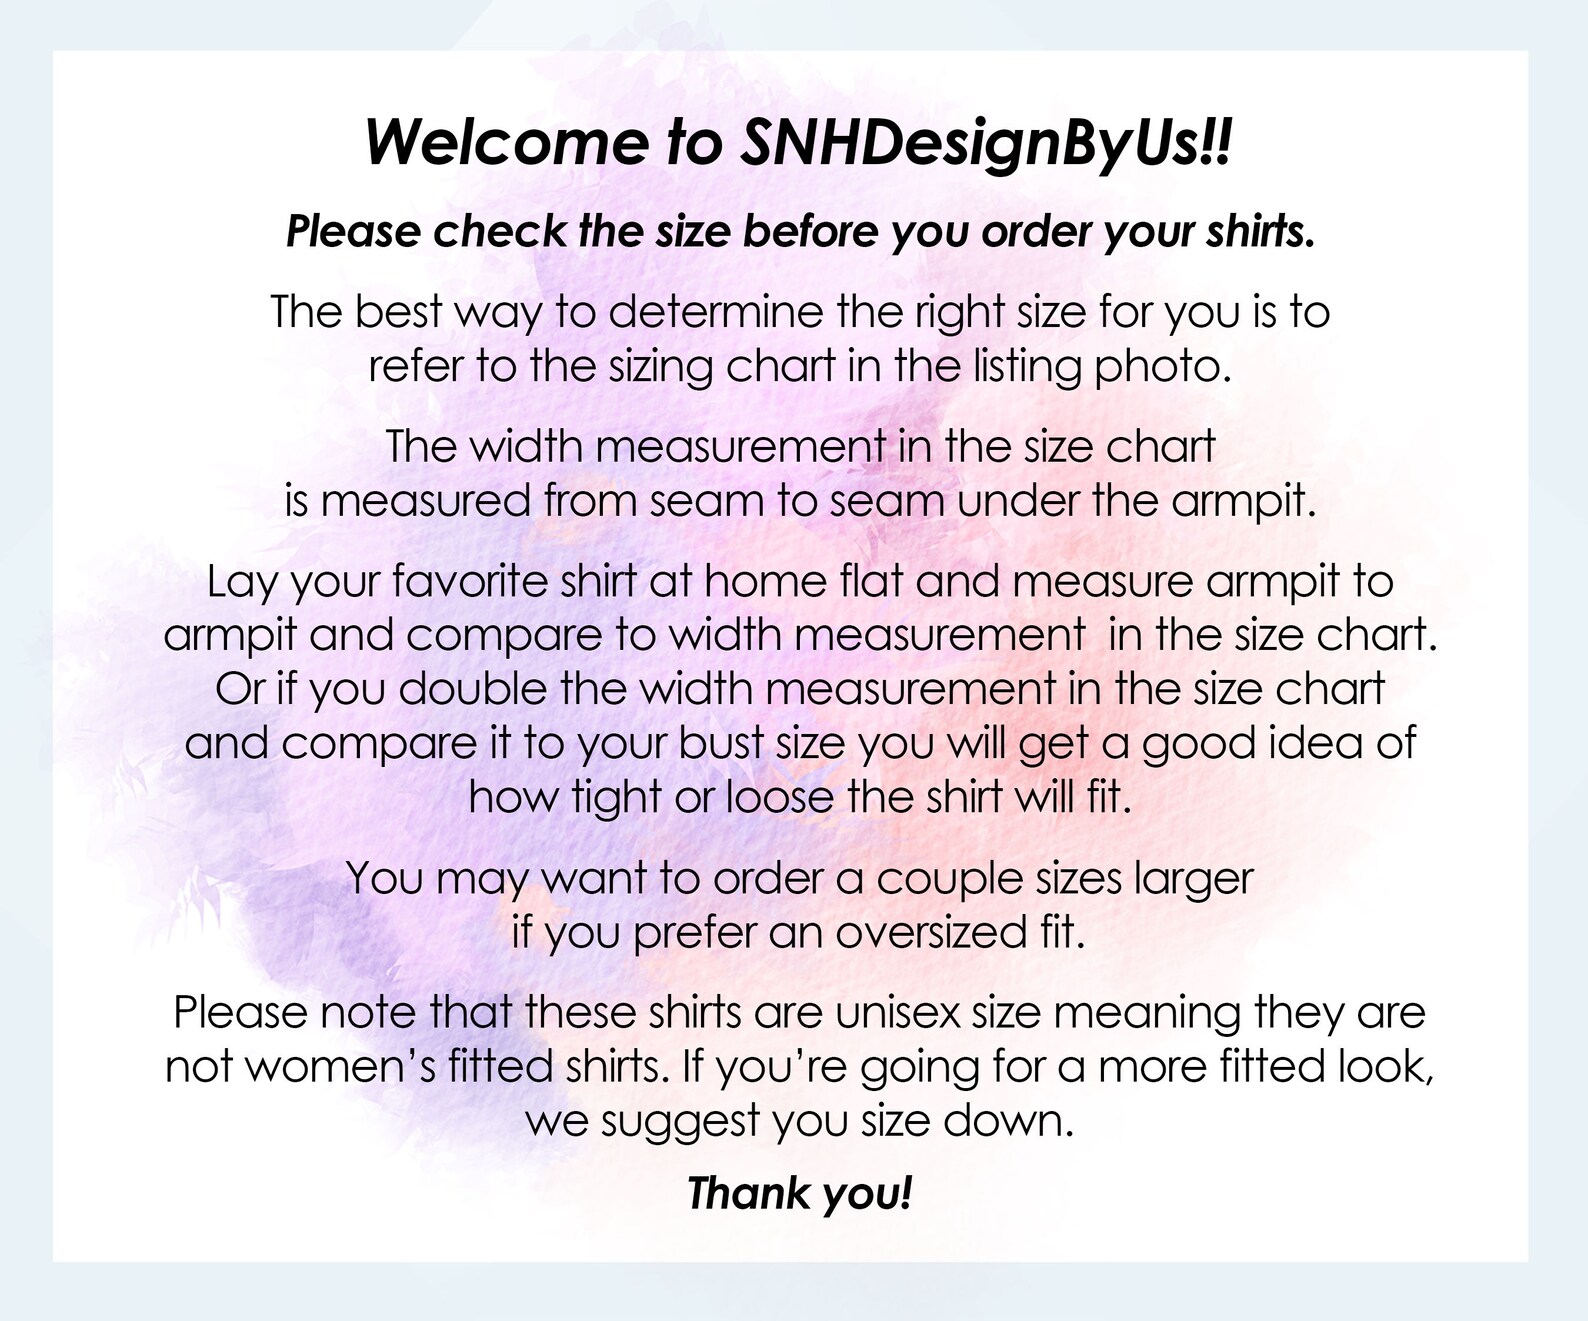 Welcome to SNHDesignByUs!!
Please check the size before you order your shirts.
The best way to determine the right size for you is to
refer to the sizing chart in the listing photo.
The width measurement in the size chart
is measured from seam to seam under the armpit.
Lay your favorite shirt at home flat and measure armpit to
armpit and compare to width measurement  in the size chart.
Or if you double the width measurement in the size chart
and compare it to your bust size you will get a good idea of
how tight or loose the shirt will fit.
You may want to order a couple sizes larger
if you prefer an oversized fit.
Please note that these shirts are unisex size meaning they are
not women’s fitted shirts. If you’re going for a more fitted look,
we suggest you size down.
Thank you!